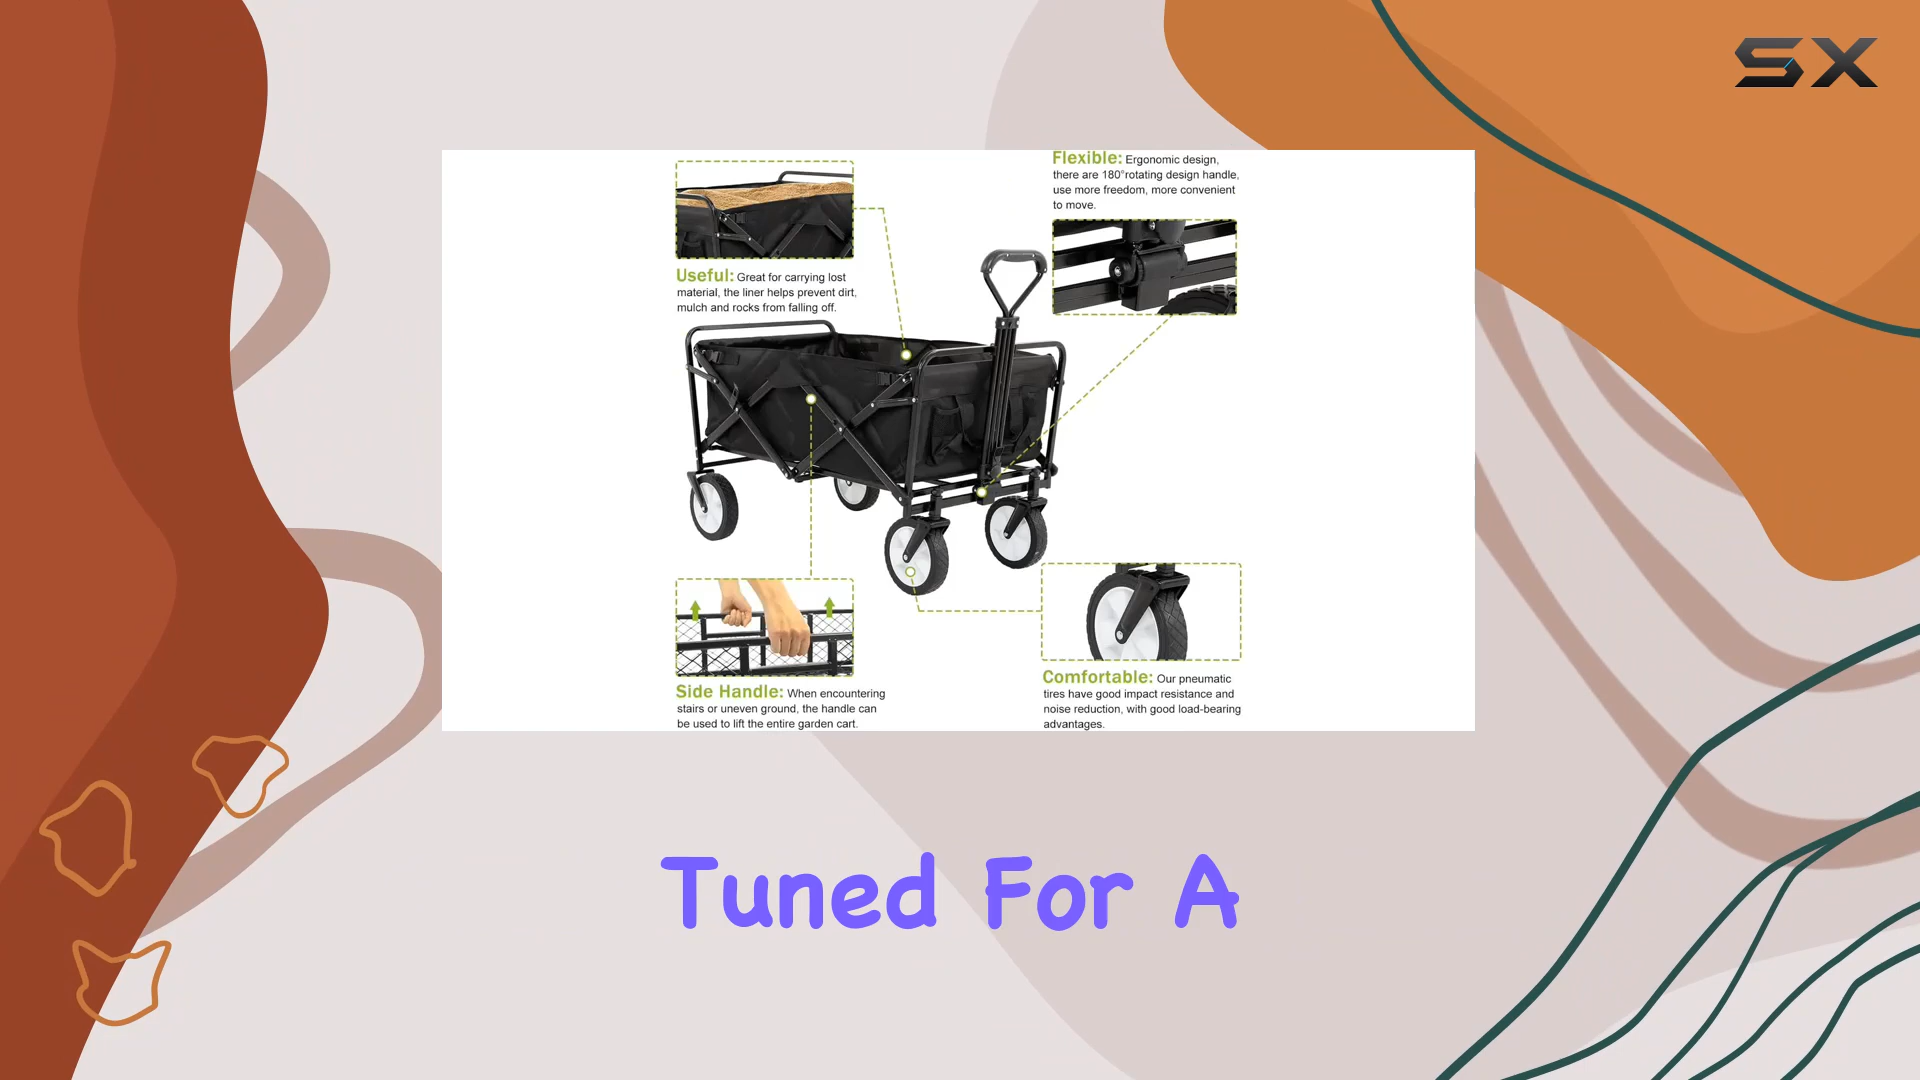 SX
Flexible: Ergonomic design,
there are 180°rotating design handle,
use more freedom, more convenient
to move.
Useful: Great for carrying lost
material, the liner helps prevent dirt,
mulch and rocks from falling off.
Side Handle: When encountering
stairs or uneven ground, the handle can
be used to lift the entire garden cart.
Comfortable: Our pneumatic
tires have good impact resistance and
noise reduction, with good load-bearing
advantages.
Tuned For A